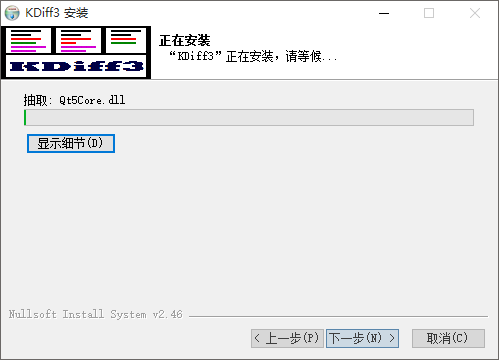 KDiff3 安装
KDiff3
正在安装
“KDiff3”正在安装，请等候...
抽取: Qt5Core.dll
显示细节(D)
Nullsoft Install System v2.46
< 上一步(P)
下一步(N) >
取消(C)